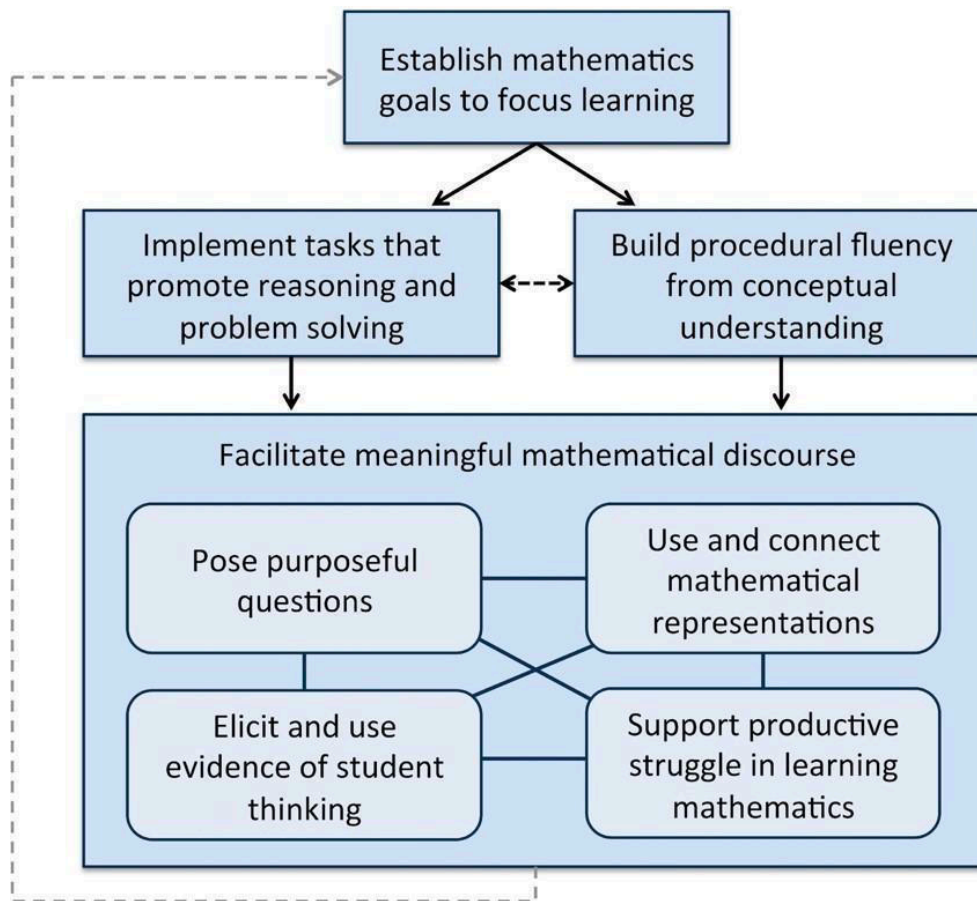 Establish mathematics
goals to focus learning
Implement tasks that
promote reasoning and
problem solving
Build procedural fluency
from conceptual
understanding
Facilitate meaningful mathematical discourse
Pose purposeful
questions
Use and connect
mathematical
representations
Elicit and use
evidence of student
thinking
Support productive
struggle in learning
mathematics